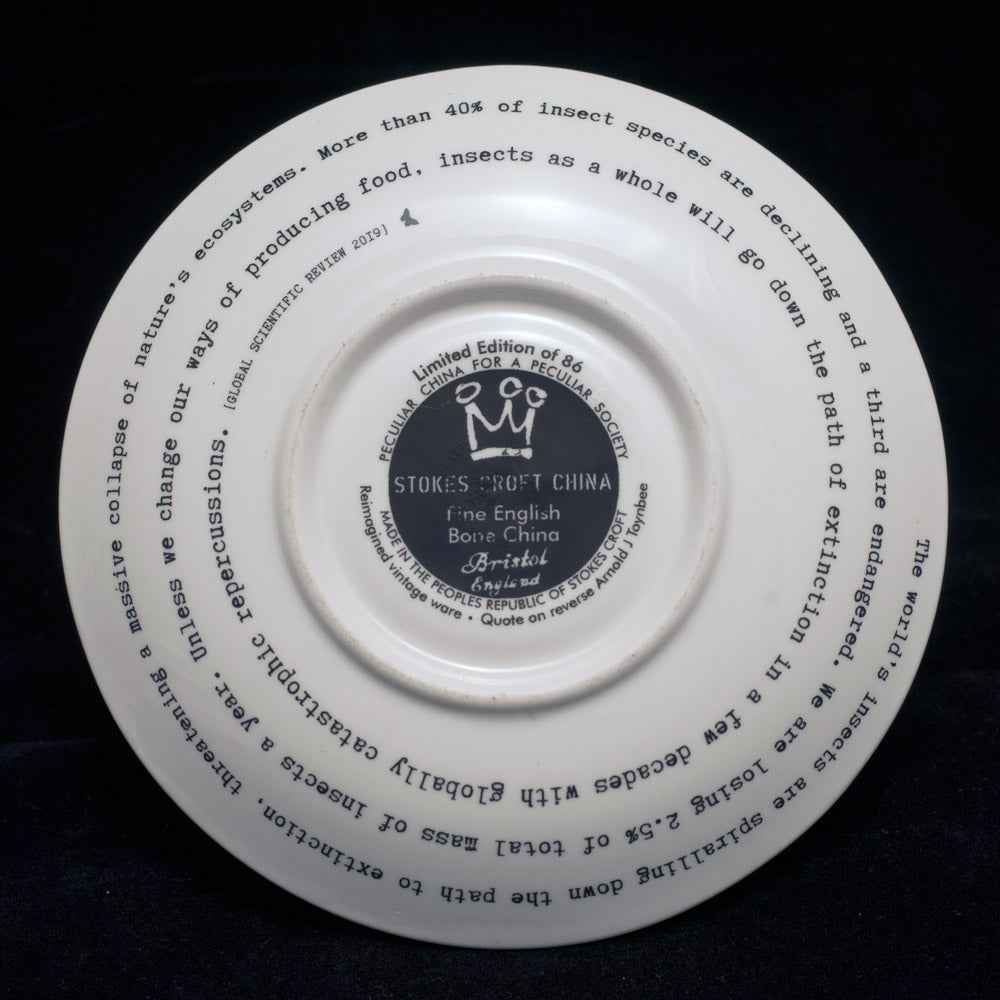 The world's insects are spiralling down the path to extinction, threatening a massive collapse of nature's ecosystems. More than 40% of insect species are declining and a third are endangered. We are losing 2.5% of total mass of insects a year. Unless we change our ways of producing food, insects as a whole will go down the path of extinction in a few decades with globally catastrophic repercussions.
[GLOBAL SCIENTIFIC REVIEW 2019]
Limited Edition of 86
PECULIAR CHINA FOR A PECULIAR SOCIETY
STOKES CROFT CHINA
Fine English
Bone China
Bristol
England
MADE IN THE PEOPLES REPUBLIC OF STOKES CROFT
Reimagined vintage ware • Quote on reverse Arnold J Toynbee